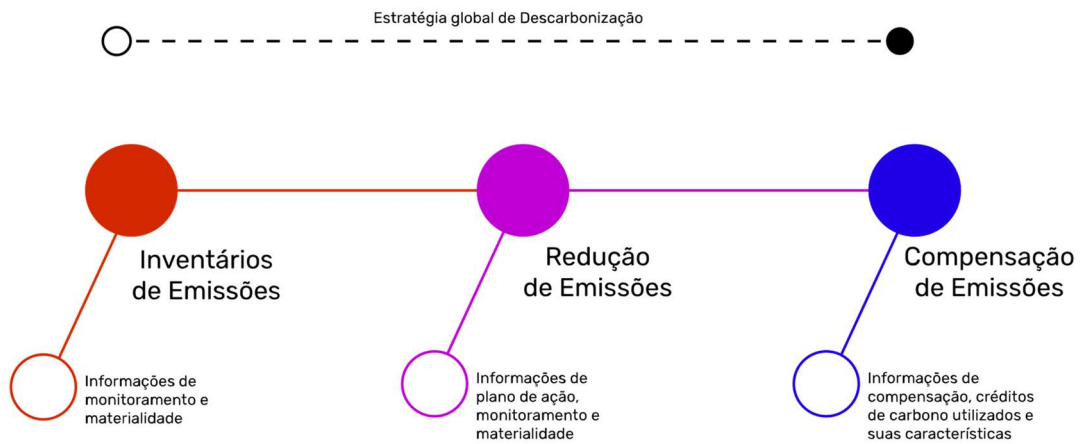 Estratégia global de Descarbonização
Inventários
de Emissões
Redução
de Emissões
Compensação
de Emissões
Informações de
monitoramento e
materialidade
Informações de
plano de ação,
monitoramento e
materialidade
Informações de
compensação, créditos
de carbono utilizados e
suas características